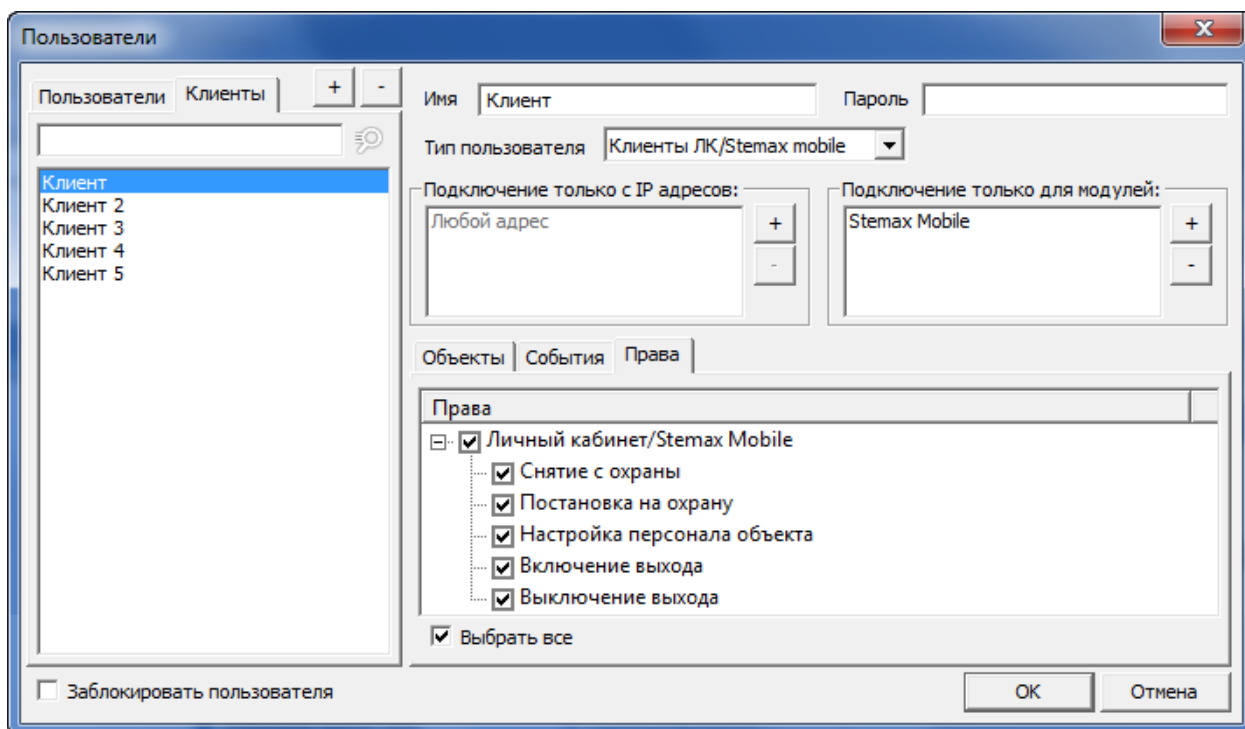 Пользователи
Пользователи Клиенты + -
Клиент
Клиент 2
Клиент 3
Клиент 4
Клиент 5
Имя Клиент Пароль
Тип пользователя Клиенты ЛК/Stemax mobile
Подключение только с IP адресов:
Любой адрес
+
-
Подключение только для модулей:
Stemax Mobile
+
-
Объекты События Права
Права
Личный кабинет/Stemax Mobile
Снятие с охраны
Постановка на охрану
Настройка персонала объекта
Включение выхода
Выключение выхода
Выбрать все
Заблокировать пользователя
OK Отмена